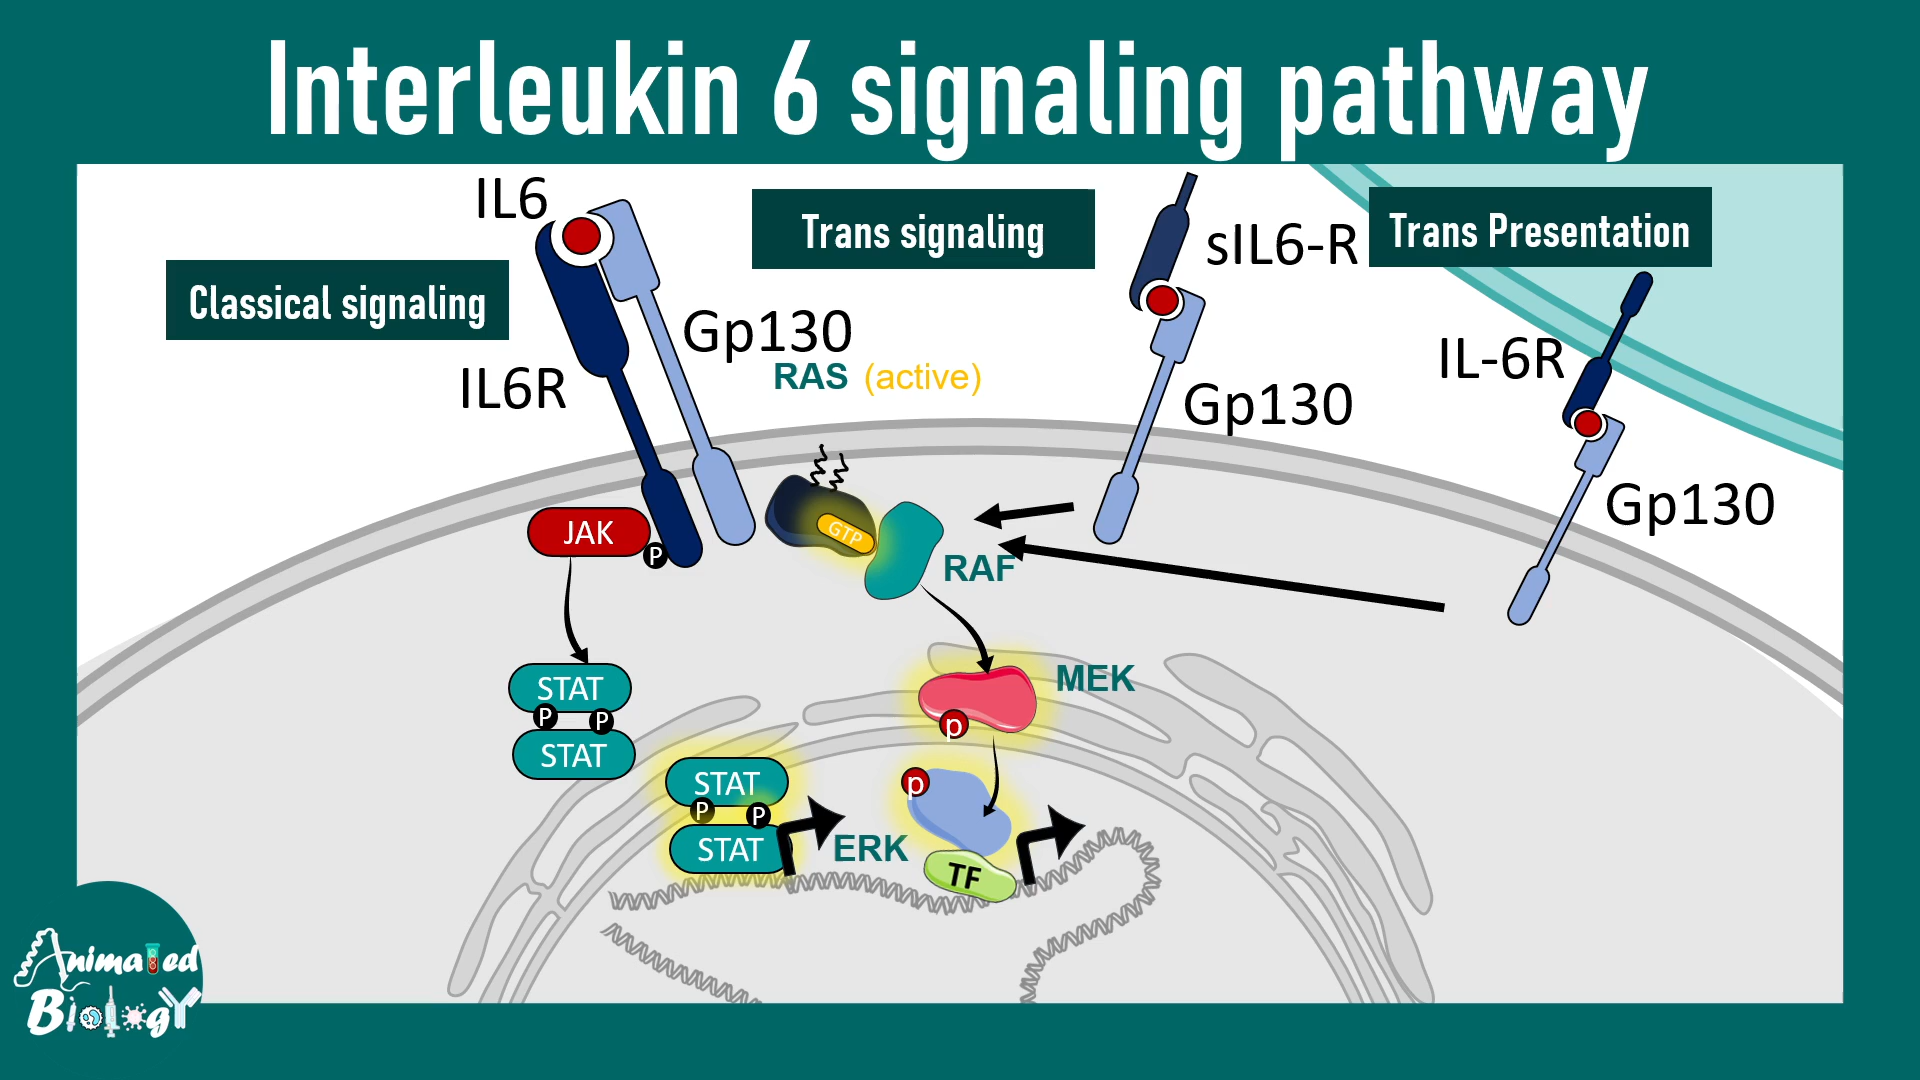 Interleukin 6 signaling pathway
IL6
Trans signaling
sIL6-R
Trans Presentation
Classical signaling
Gp130
RAS (active)
IL6R
IL-6R
Gp130
Gp130
GTP
JAK
P
RAF
STAT
P P
STAT
MEK
p
STAT
P P
STAT
p
ERK
TF
Animated
Biology